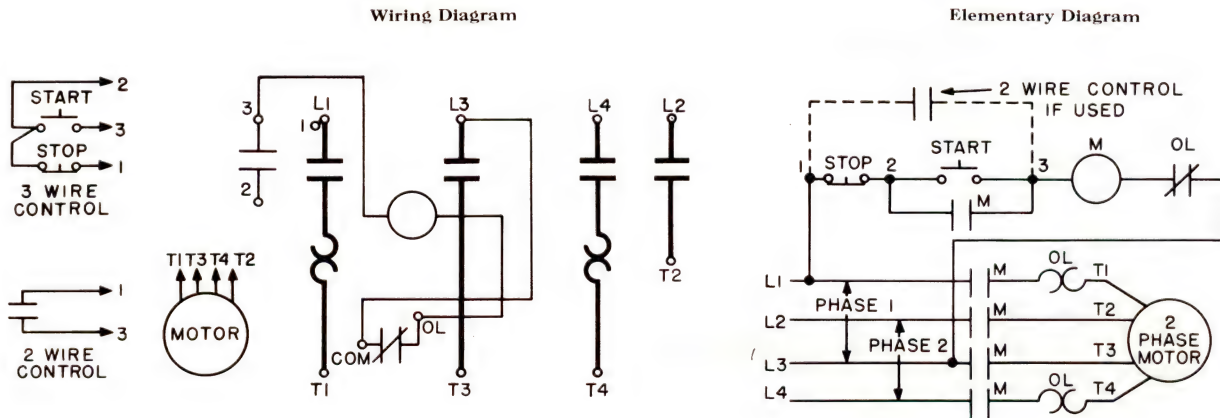 Wiring Diagram
Elementary Diagram
2
START
3
STOP
1
3 WIRE
CONTROL
1
3
2 WIRE
CONTROL
T1 T3 T4 T2
MOTOR
3
2
L1
1
L3
L4
L2
COM
OL
T1
T3
T4
T2
2 WIRE CONTROL
IF USED
1
STOP
2
START
3
M
OL
M
L1
M
OL
T1
PHASE 1
L2
M
T2
PHASE 2
L3
M
T3
L4
M
OL
T4
2
PHASE
MOTOR